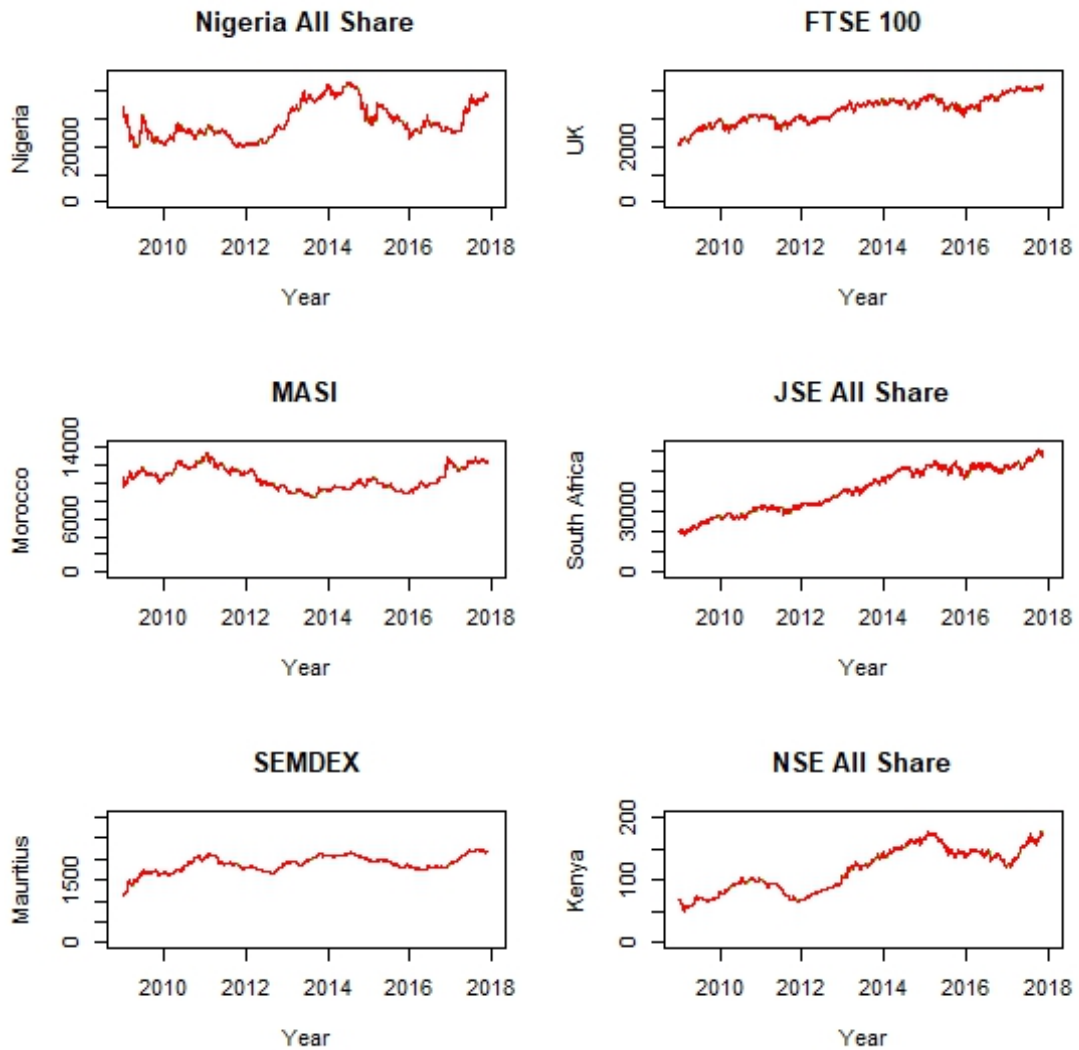 Nigeria All Share
Nigeria
20000
0
2010 2012 2014 2016 2018
Year
FTSE 100
UK
2000
0
2010 2012 2014 2016 2018
Year
MASI
Morocco
14000
6000
0
2010 2012 2014 2016 2018
Year
JSE All Share
South Africa
30000
0
2010 2012 2014 2016 2018
Year
SEMDEX
Mauritius
1500
0
2010 2012 2014 2016 2018
Year
NSE All Share
Kenya
200
100
0
2010 2012 2014 2016 2018
Year